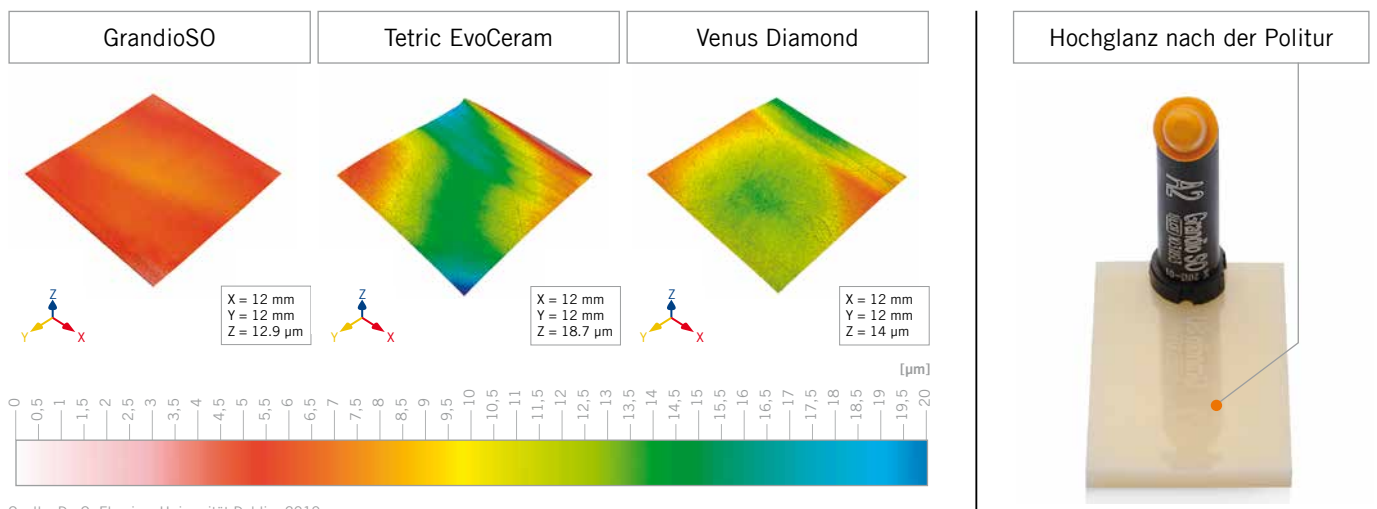 GrandioSO
Tetric EvoCeram
Venus Diamond
Hochglanz nach der Politur
Z
Y
X
X = 12 mm
Y = 12 mm
Z = 12.9 µm
Z
Y
X
X = 12 mm
Y = 12 mm
Z = 18.7 µm
Z
Y
X
X = 12 mm
Y = 12 mm
Z = 14 µm
[µm]
0 0,5 1 1,5 2 2,5 3 3,5 4 4,5 5 5,5 6 6,5 7 7,5 8 8,5 9 9,5 10 10,5 11 11,5 12 12,5 13 13,5 14 14,5 15 15,5 16 16,5 17 17,5 18 18,5 19 19,5 20
A2
Grandio SO